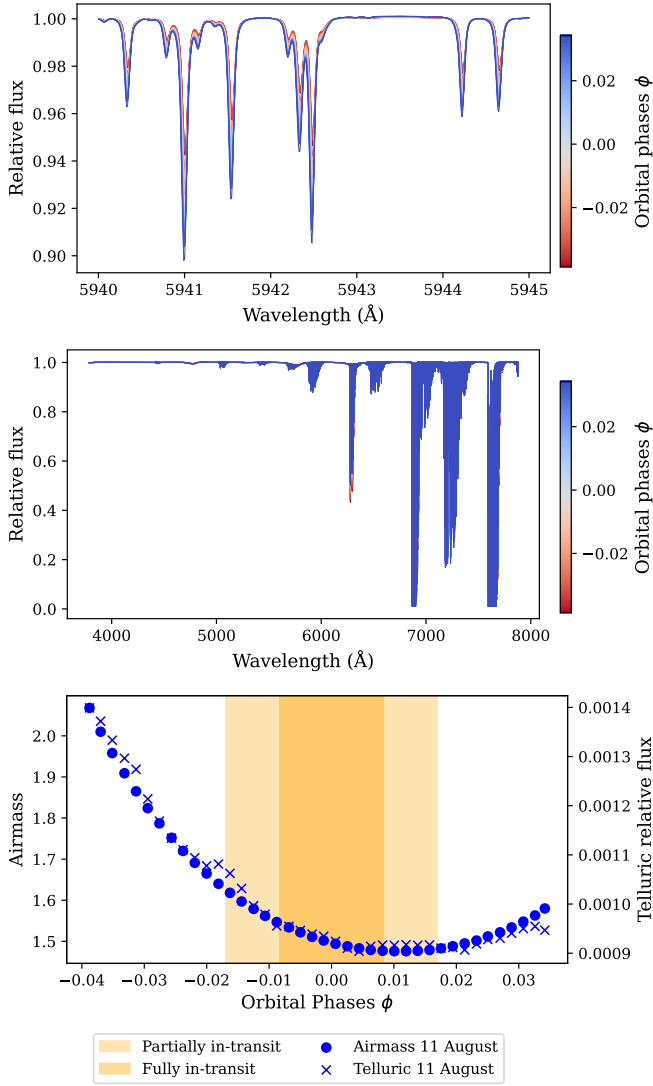 1.00
0.98
0.96
0.94
0.92
0.90
Relative flux
5940 5941 5942 5943 5944 5945
Wavelength (Å)
0.02
0.00
−0.02
Orbital phases ϕ
1.0
0.8
0.6
0.4
0.2
0.0
Relative flux
4000 5000 6000 7000 8000
Wavelength (Å)
0.02
0.00
−0.02
Orbital phases ϕ
2.0
1.9
1.8
1.7
1.6
1.5
Airmass
0.0014
0.0013
0.0012
0.0011
0.0010
0.0009
Telluric relative flux
−0.04 −0.03 −0.02 −0.01 0.00 0.01 0.02 0.03
Orbital Phases ϕ
Partially in-transit Airmass 11 August
Fully in-transit Telluric 11 August